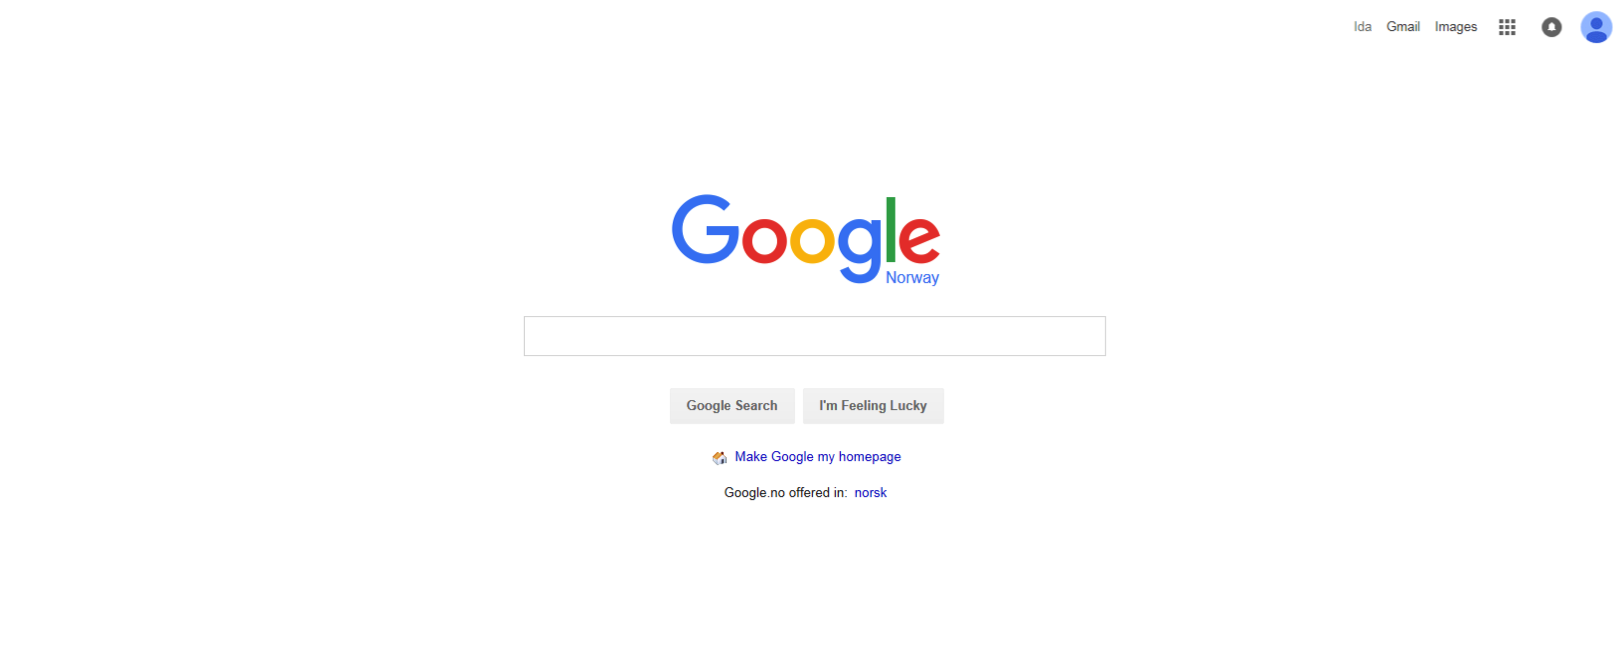 Ida Gmail Images
Google
Norway
Google Search I'm Feeling Lucky
Make Google my homepage
Google.no offered in: norsk